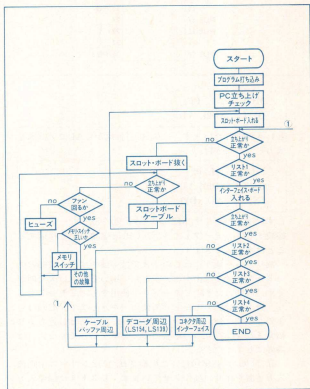 スタート
プログラム打ち込み
PC立ち上げ
チェック
スロット・ボード入れる
①
立ち上がり
正常か
no
yes
リスト1
正常か
yes
インターフェイス・ボード
入れる
立ち上がり
正常か
yes
リスト2
正常か
no
yes
リスト3
正常か
no
yes
リスト4
正常か
no
yes
END
スロット・ボード抜く
立ち上がり
正常か
no
yes
スロットボード
ケーブル
ファン
回るか
no
yes
ヒューズ
メモリスイッチ
正しいか
no
yes
メモリ
スイッチ
その他
の故障
①
ケーブル
バッファ周辺
デコーダ周辺
(LS154, LS138)
コネクタ周辺
インターフェイス